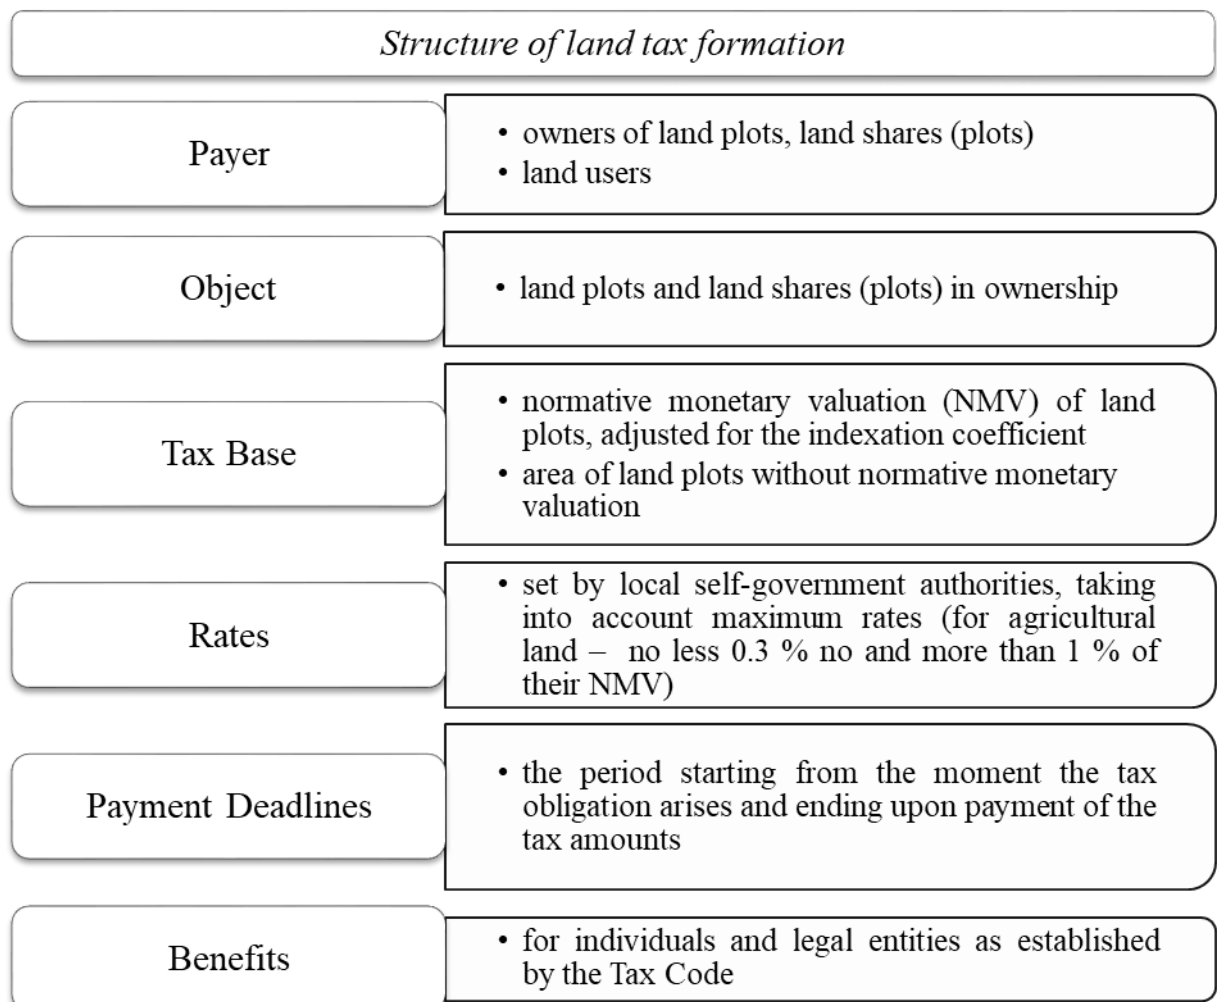 Structure of land tax formation
Payer
• owners of land plots, land shares (plots)
• land users
Object
• land plots and land shares (plots) in ownership
Tax Base
• normative monetary valuation (NMV) of land
plots, adjusted for the indexation coefficient
• area of land plots without normative monetary
valuation
Rates
• set by local self-government authorities, taking
into account maximum rates (for agricultural
land – no less 0.3 % no and more than 1 % of
their NMV)
Payment Deadlines
• the period starting from the moment the tax
obligation arises and ending upon payment of the
tax amounts
Benefits
• for individuals and legal entities as established
by the Tax Code